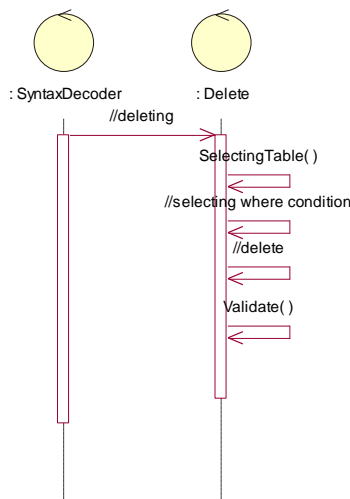 : SyntaxDecoder
: Delete
//deleting
SelectingTable( )
//selecting where condition
//delete
Validate( )